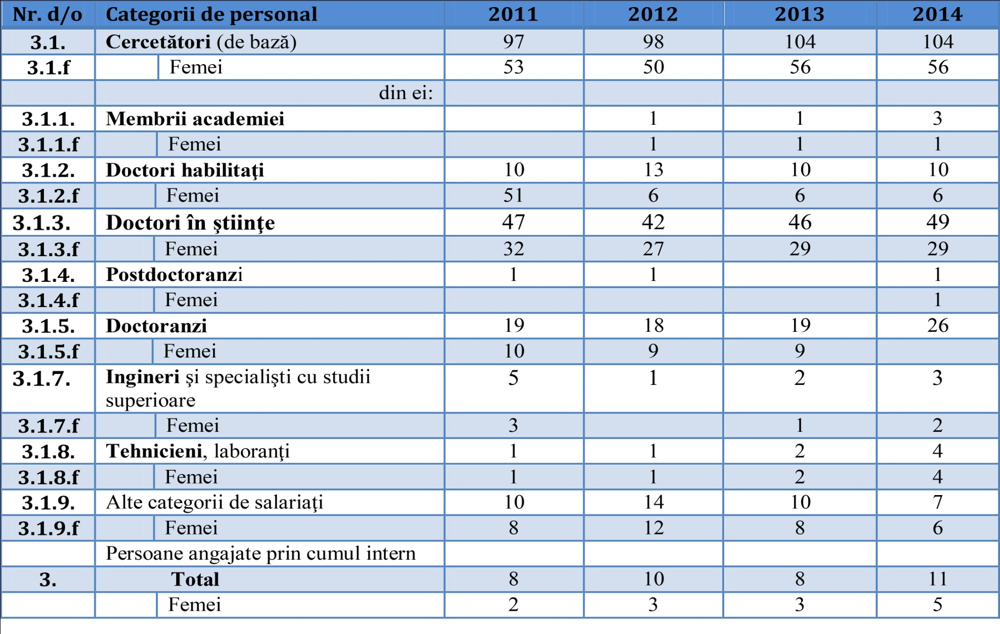 Nr. d/o Categorii de personal 2011 2012 2013 2014
3.1. Cercetători (de bază) 97 98 104 104
3.1.f Femei 53 50 56 56
din ei:
3.1.1. Membrii academiei 1 1 3
3.1.1.f Femei 1 1 1
3.1.2. Doctori habilitaţi 10 13 10 10
3.1.2.f Femei 51 6 6 6
3.1.3. Doctori în ştiinţe 47 42 46 49
3.1.3.f Femei 32 27 29 29
3.1.4. Postdoctoranzi 1 1 1
3.1.4.f Femei 1
3.1.5. Doctoranzi 19 18 19 26
3.1.5.f Femei 10 9 9
3.1.7. Ingineri şi specialişti cu studii 5 1 2 3
superioare
3.1.7.f Femei 3 1 2
3.1.8. Tehnicieni, laboranţi 1 1 2 4
3.1.8.f Femei 1 1 2 4
3.1.9. Alte categorii de salariaţi 10 14 10 7
3.1.9.f Femei 8 12 8 6
Persoane angajate prin cumul intern
3. Total 8 10 8 11
Femei 2 3 3 5